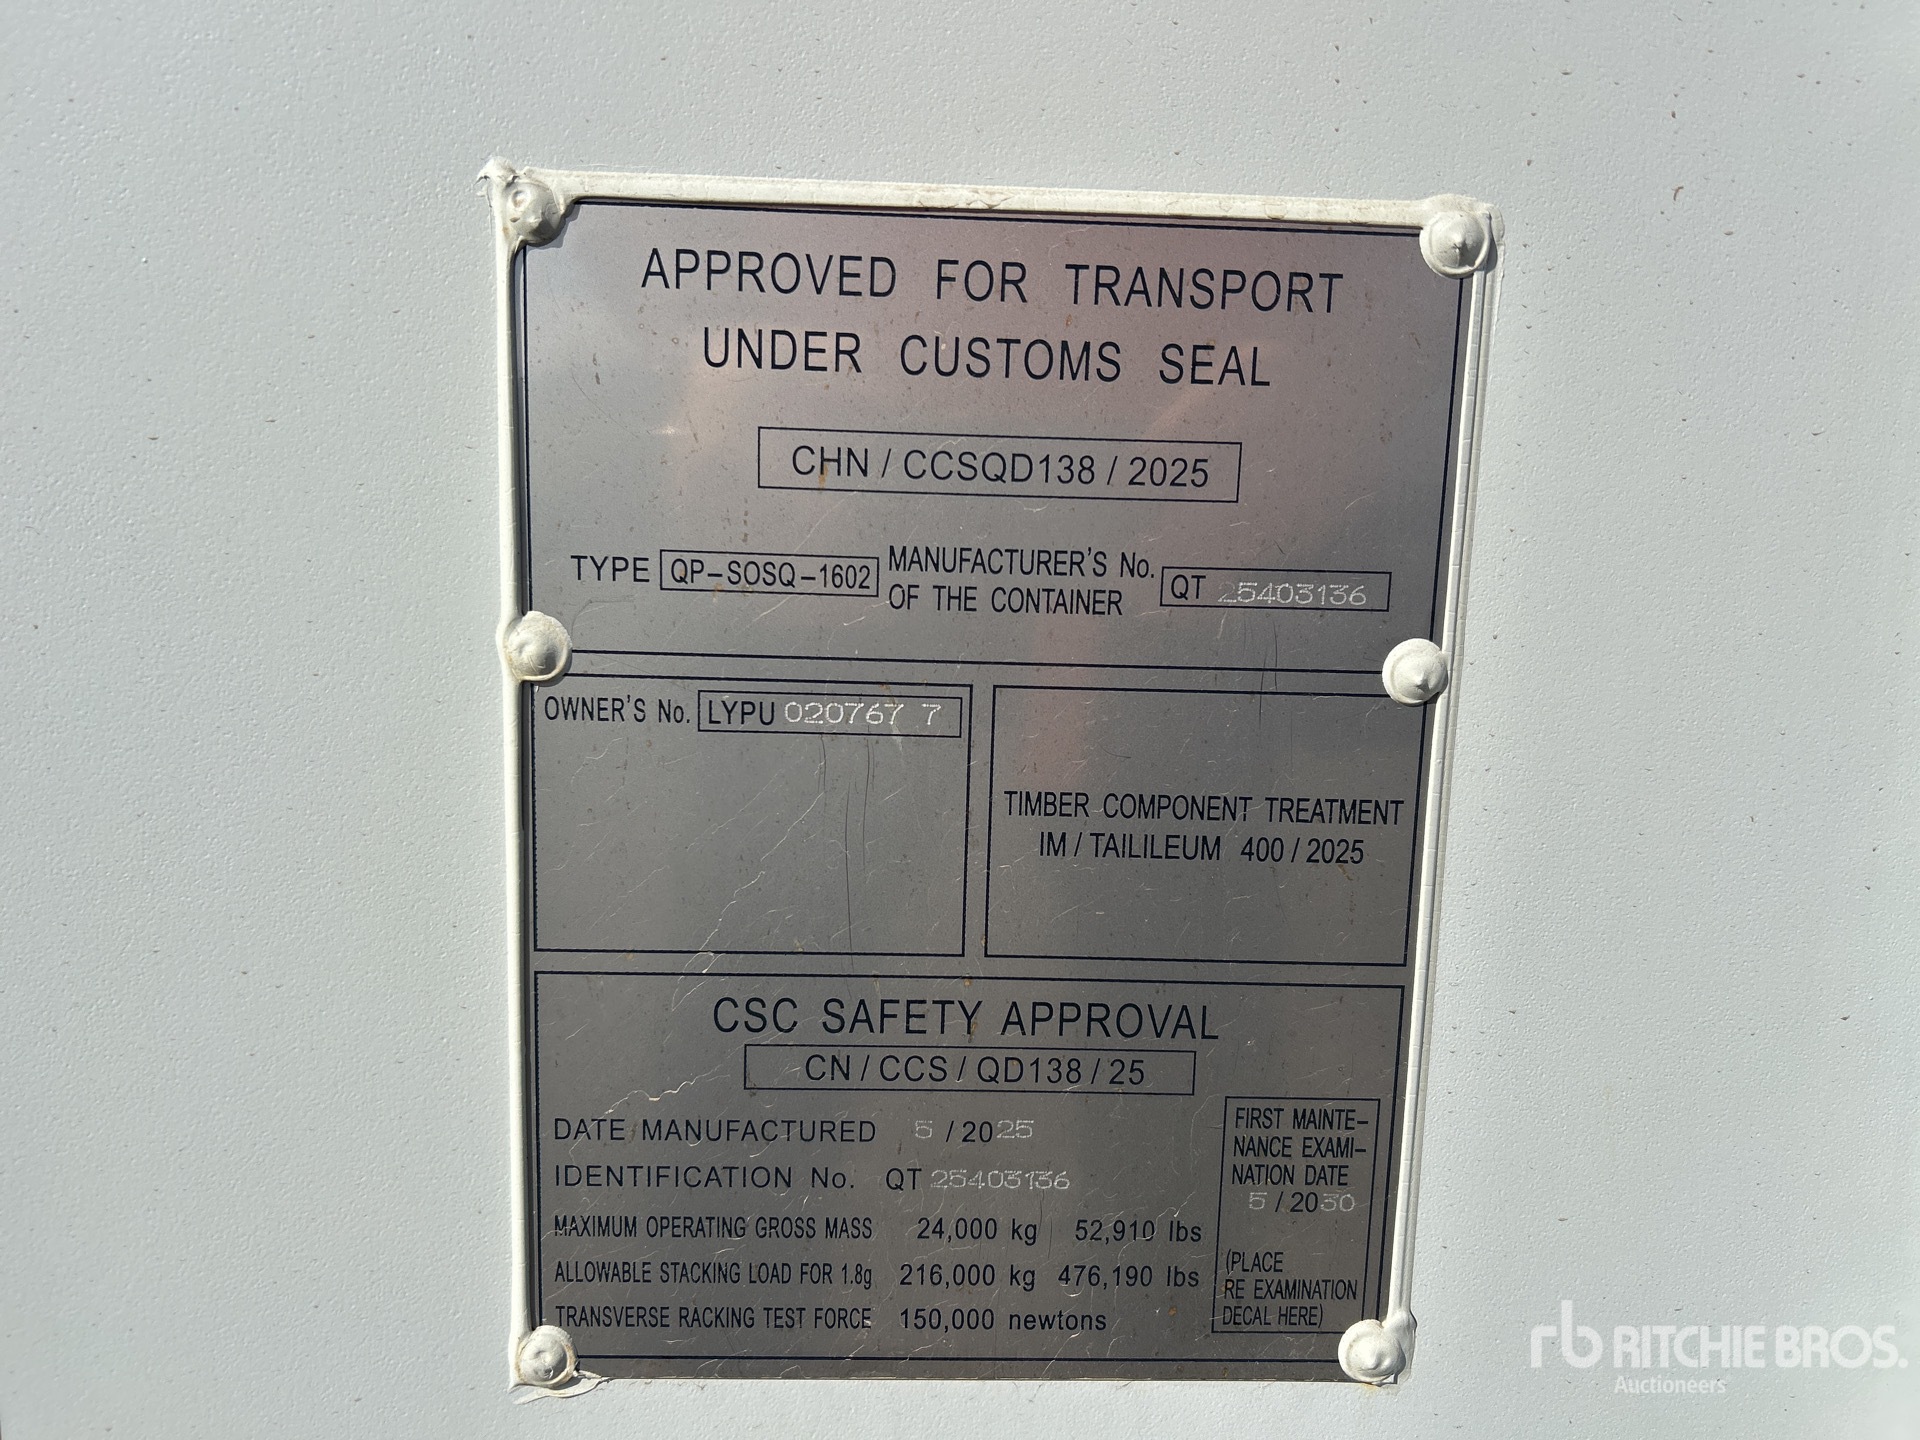 APPROVED FOR TRANSPORT
UNDER CUSTOMS SEAL
CHN / CCSQD138 / 2025
TYPE QP-SOSQ-1602 MANUFACTURER'S No. OF THE CONTAINER QT 25403136
OWNER'S No. LYPU 020767 7
TIMBER COMPONENT TREATMENT
IM / TAILILEUM 400 / 2025
CSC SAFETY APPROVAL
CN / CCS / QD138 / 25
DATE MANUFACTURED 5 / 2025
IDENTIFICATION No. QT 25403136
MAXIMUM OPERATING GROSS MASS 24,000 kg 52,910 lbs
ALLOWABLE STACKING LOAD FOR 1.8g 216,000 kg 476,190 lbs
TRANSVERSE RACKING TEST FORCE 150,000 newtons
FIRST MAINTE-
NANCE EXAMI-
NATION DATE
5 / 2030
(PLACE
RE EXAMINATION
DECAL HERE)
rb RITCHIE BROS.
Auctioneers